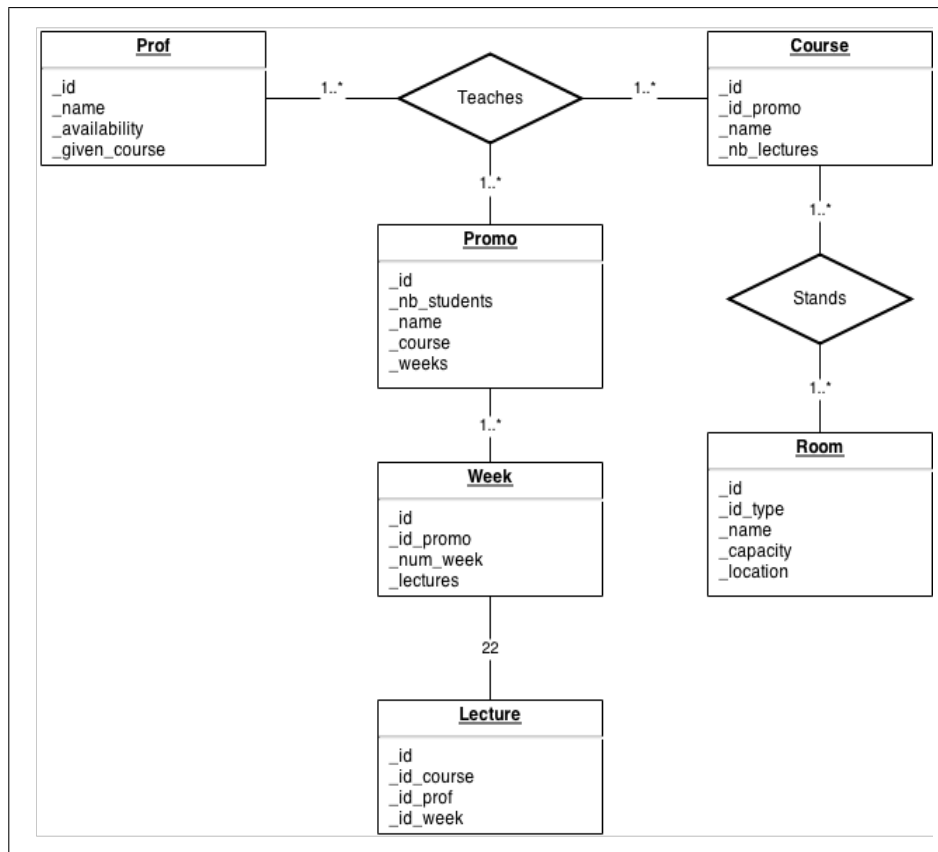 Prof
_id
_name
_availability
_given_course
1..*
Teaches
1..*
Course
_id
_id_promo
_name
_nb_lectures
1..*
Promo
_id
_nb_students
_name
_course
_weeks
1..*
Stands
1..*
1..*
Week
_id
_id_promo
_num_week
_lectures
Room
_id
_id_type
_name
_capacity
_location
22
Lecture
_id
_id_course
_id_prof
_id_week